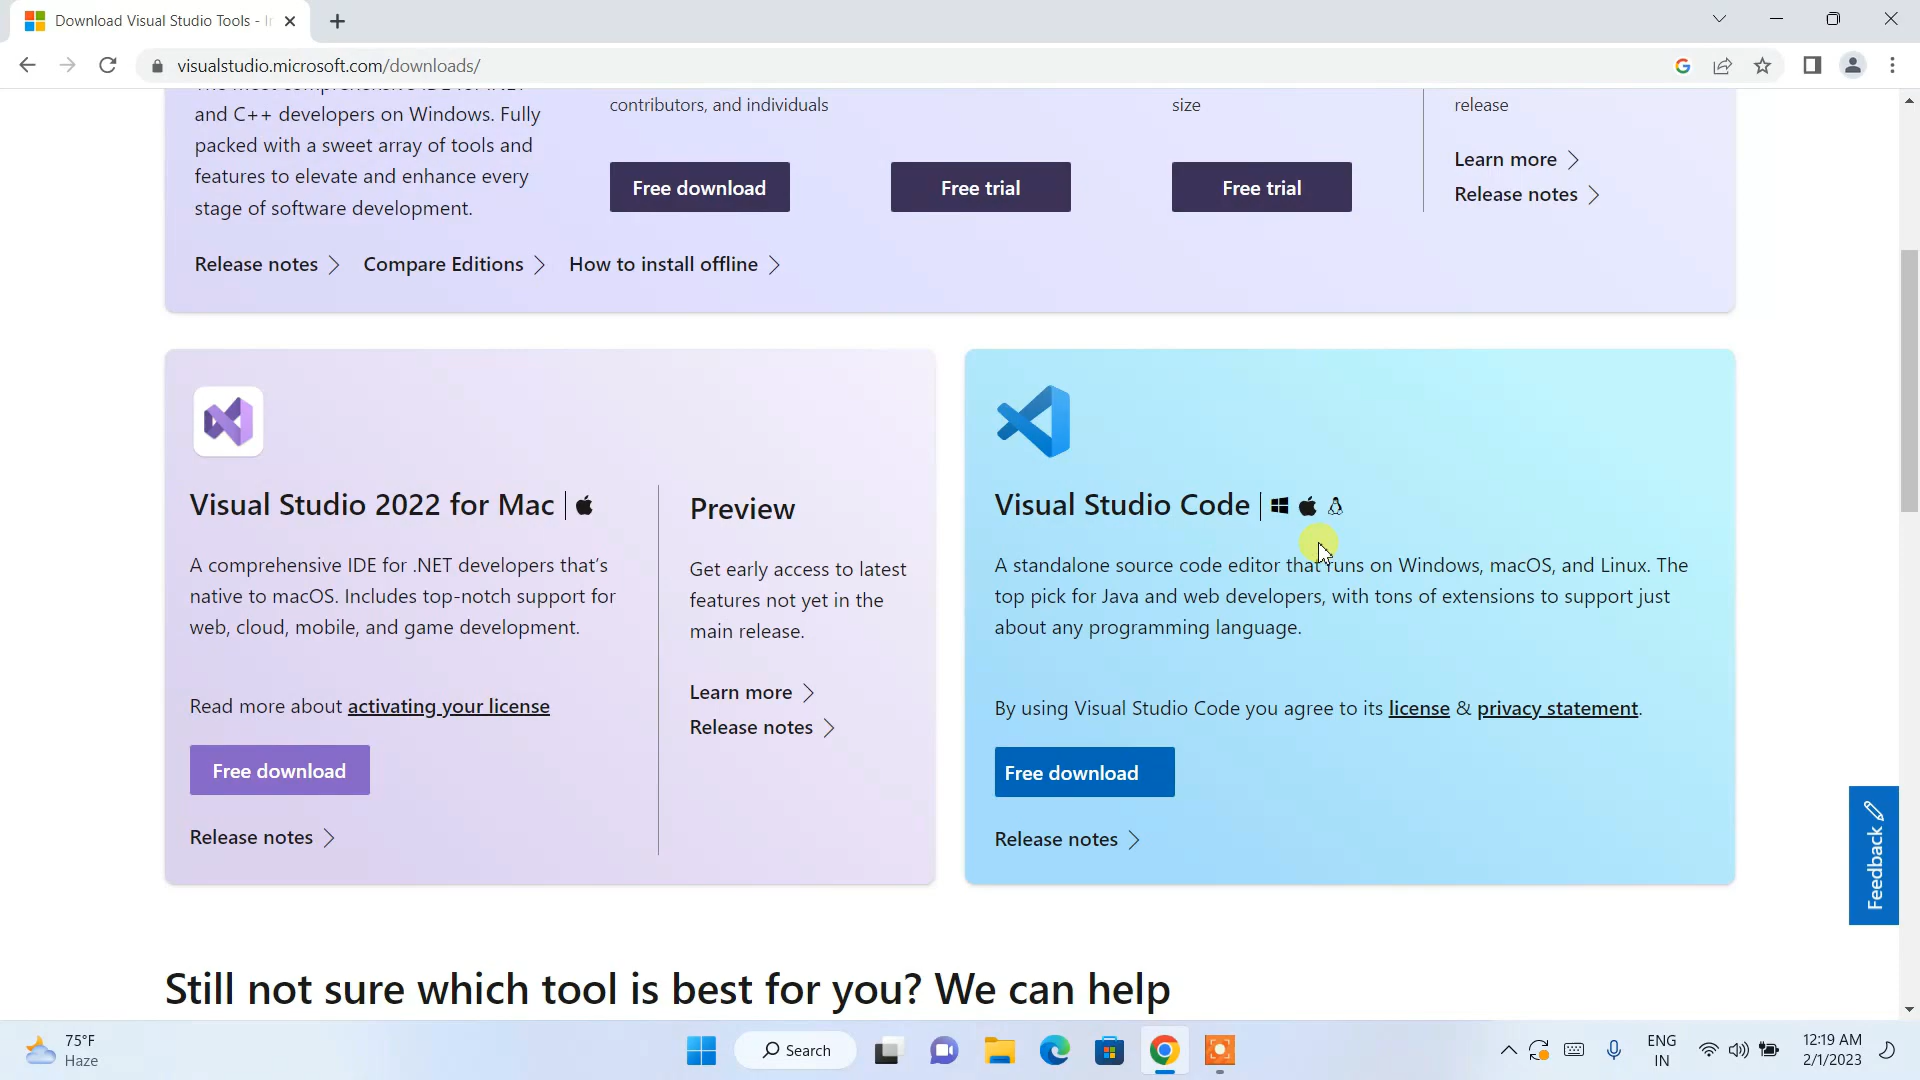 Download Visual Studio Tools - I
visualstudio.microsoft.com/downloads/
and C++ developers on Windows. Fully
packed with a sweet array of tools and
features to elevate and enhance every
stage of software development.
contributors, and individuals
size
release
Free download
Free trial
Free trial
Learn more
Release notes
Release notes
Compare Editions
How to install offline
Visual Studio 2022 for Mac
A comprehensive IDE for .NET developers that's
native to macOS. Includes top-notch support for
web, cloud, mobile, and game development.
Read more about activating your license
Free download
Release notes
Preview
Get early access to latest
features not yet in the
main release.
Learn more
Release notes
Visual Studio Code
A standalone source code editor that runs on Windows, macOS, and Linux. The
top pick for Java and web developers, with tons of extensions to support just
about any programming language.
By using Visual Studio Code you agree to its license & privacy statement.
Free download
Release notes
Feedback
Still not sure which tool is best for you? We can help
75°F
Haze
Search
ENG
IN
12:19 AM
2/1/2023